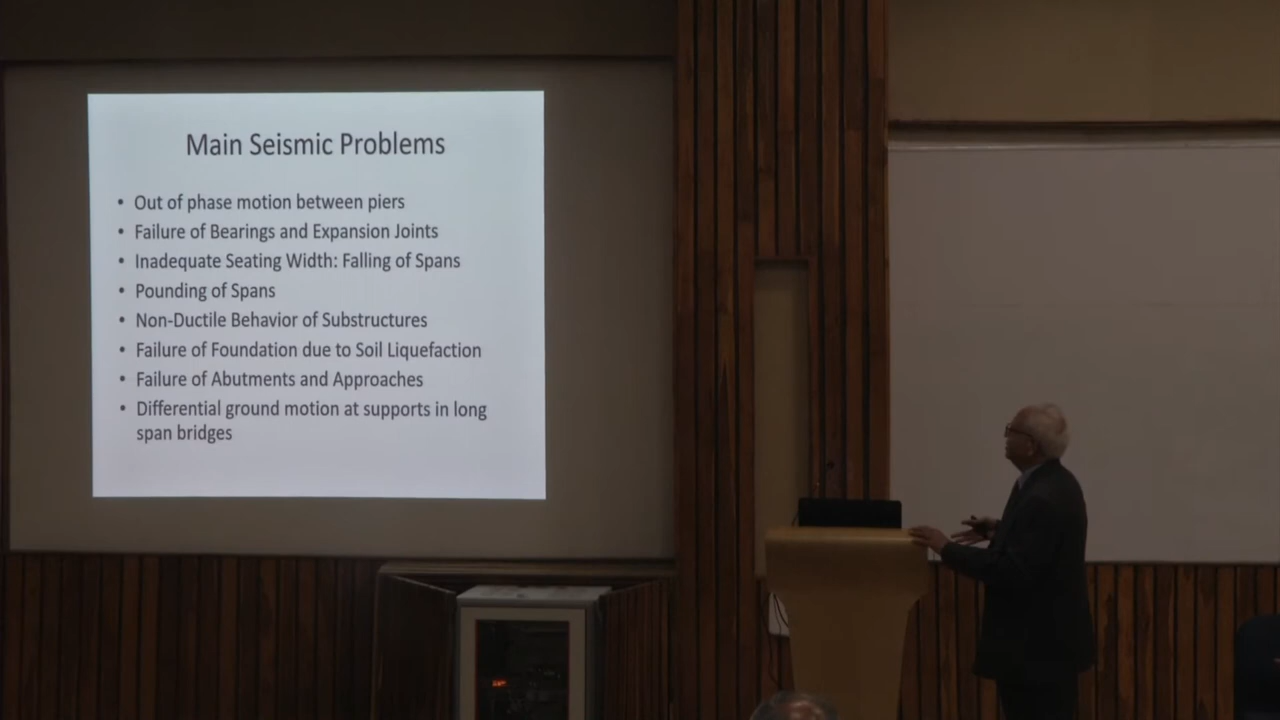 Main Seismic Problems
• Out of phase motion between piers
• Failure of Bearings and Expansion Joints
• Inadequate Seating Width: Falling of Spans
• Pounding of Spans
• Non-Ductile Behavior of Substructures
• Failure of Foundation due to Soil Liquefaction
• Failure of Abutments and Approaches
• Differential ground motion at supports in long
span bridges